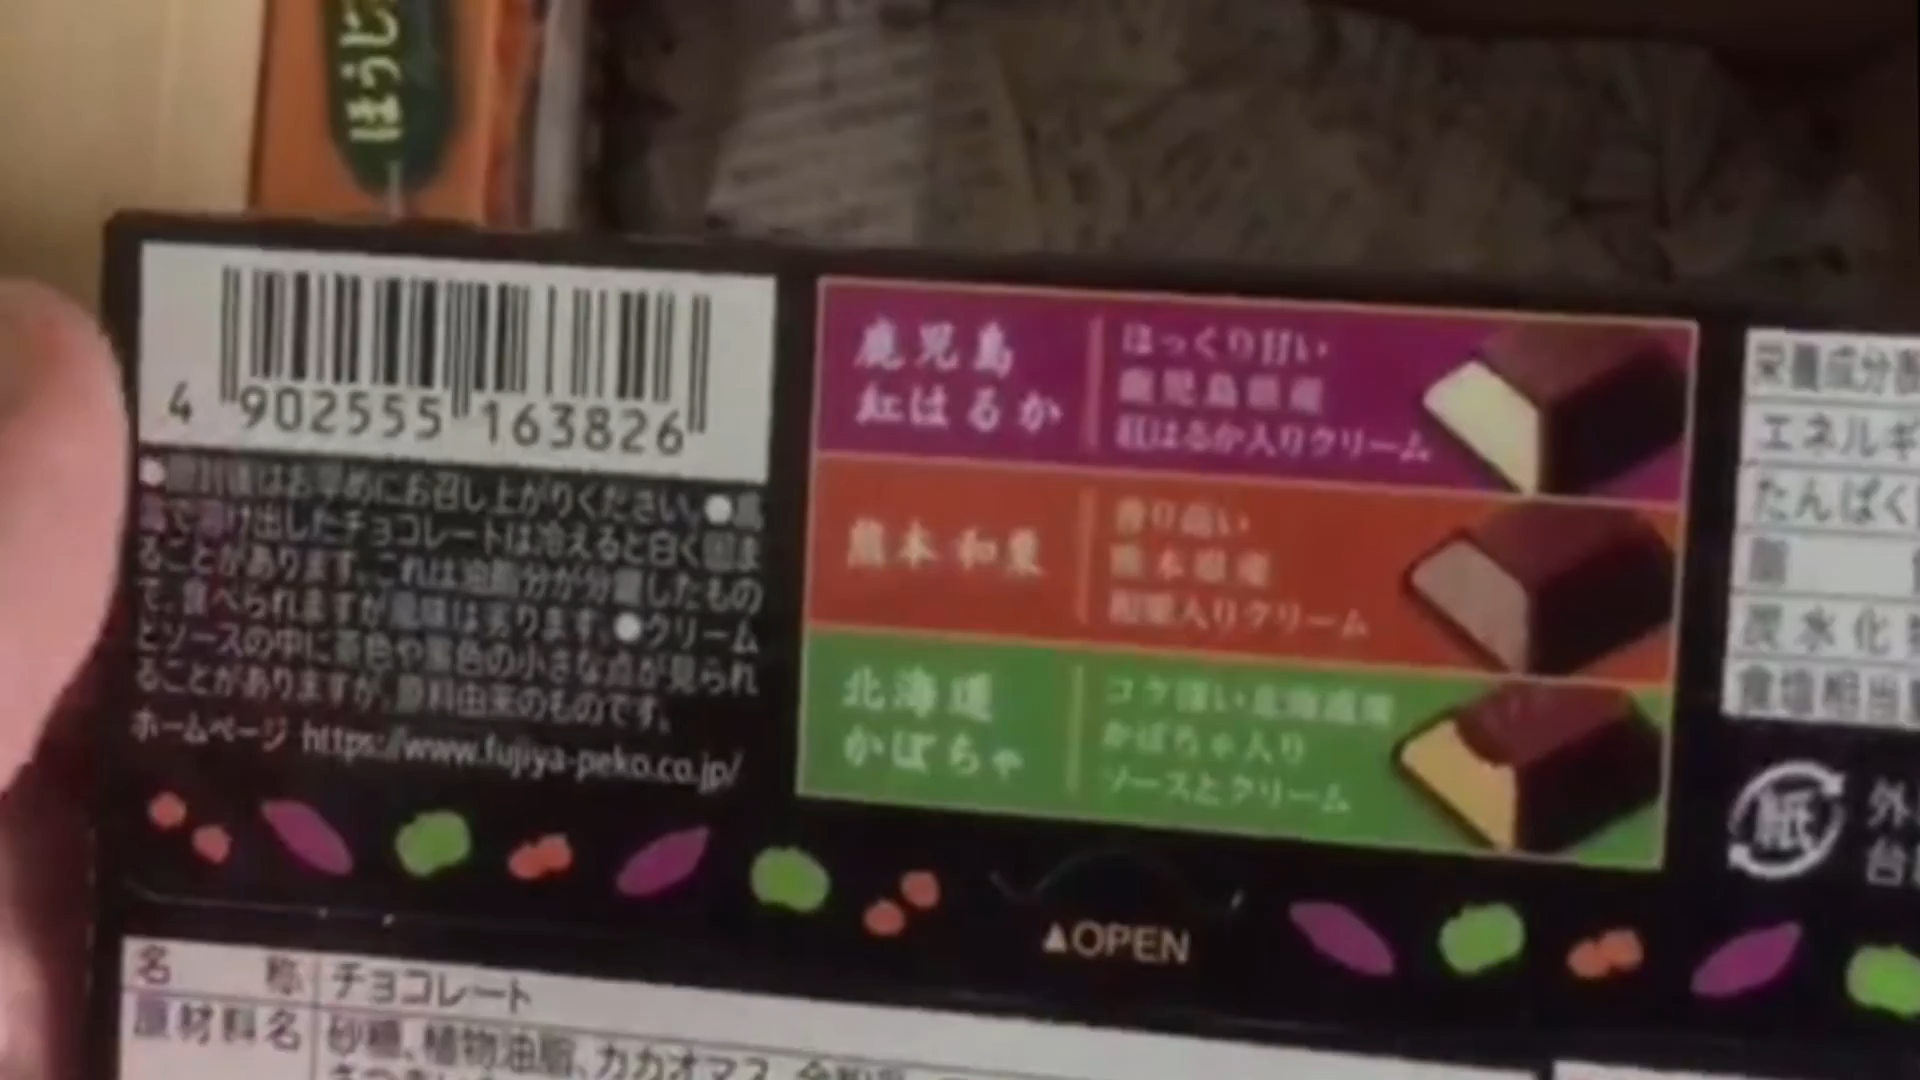 ほうじ
4 902555 163826
●開封後はお早めにお召し上がりください。●高
温で溶け出したチョコレートは冷えると白く固ま
ることがあります。これは油脂分が分離したもの
で、食べられますが風味は劣ります。●クリーム
とソースの中に茶色や黒色の小さな点が見られ
ることがありますが、原料由来のものです。
ホームページ https://www.fujiya-peko.co.jp/
鹿児島
紅はるか
ほっくり甘い
鹿児島県産
紅はるか入りクリーム
熊本和栗
香り高い
熊本県産
和栗入りクリーム
北海道
かぼちゃ
コク深い北海道産
かぼちゃ入り
ソースとクリーム
栄養成分表
エネルギ
たんぱく
脂
炭水化
食塩相当
紙
外
台
▲OPEN
名称 チョコレート
原材料名 砂糖、植物油脂、カカオマス、全粉乳